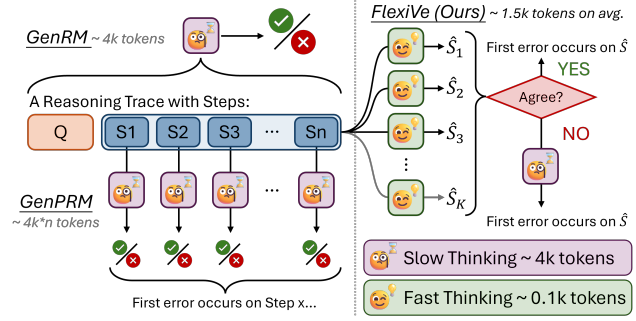 GenRM ~ 4k tokens
A Reasoning Trace with Steps:
Q S1 S2 S3 ... Sn
GenPRM
~ 4k*n tokens
First error occurs on Step x...
FlexiVe (Ours) ~ 1.5k tokens on avg.
Ŝ₁
Ŝ₂
Ŝ₃
⋮
Ŝ_K
First error occurs on Ŝ
YES
Agree?
NO
First error occurs on Ŝ
Slow Thinking ~ 4k tokens
Fast Thinking ~ 0.1k tokens